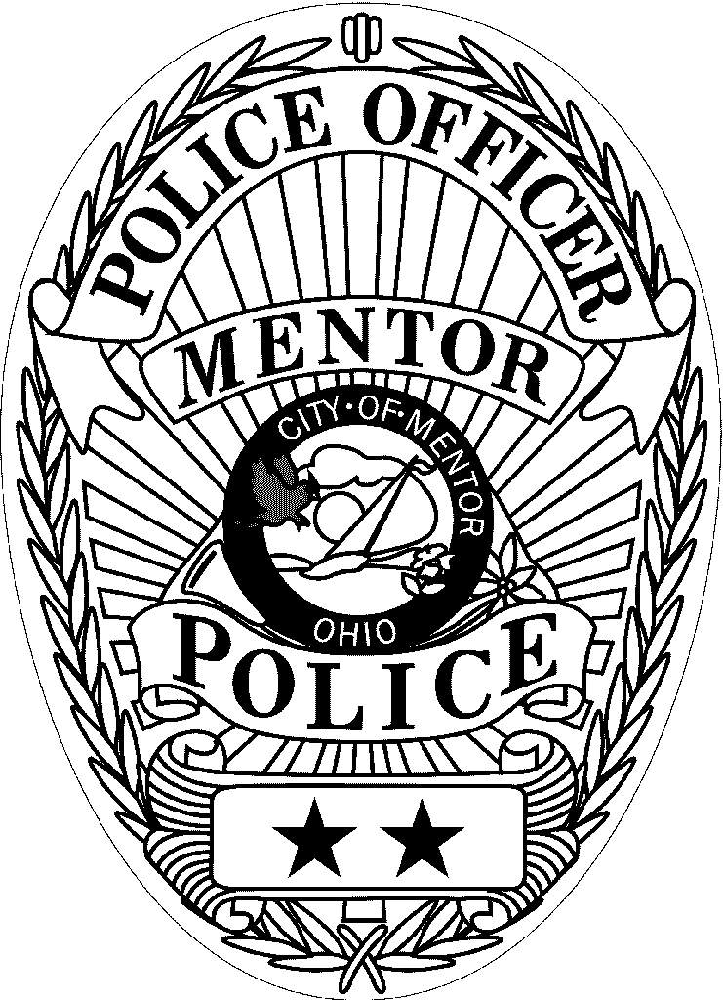 POLICE OFFICER
MENTOR
CITY·OF·MENTOR
OHIO
POLICE